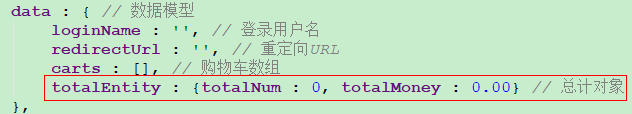 data : { // 数据模型
loginName : '', // 登录用户名
redirectUrl : '', // 重定向URL
carts : [], // 购物车数组
totalEntity : {totalNum : 0, totalMoney : 0.00} // 总计对象
},